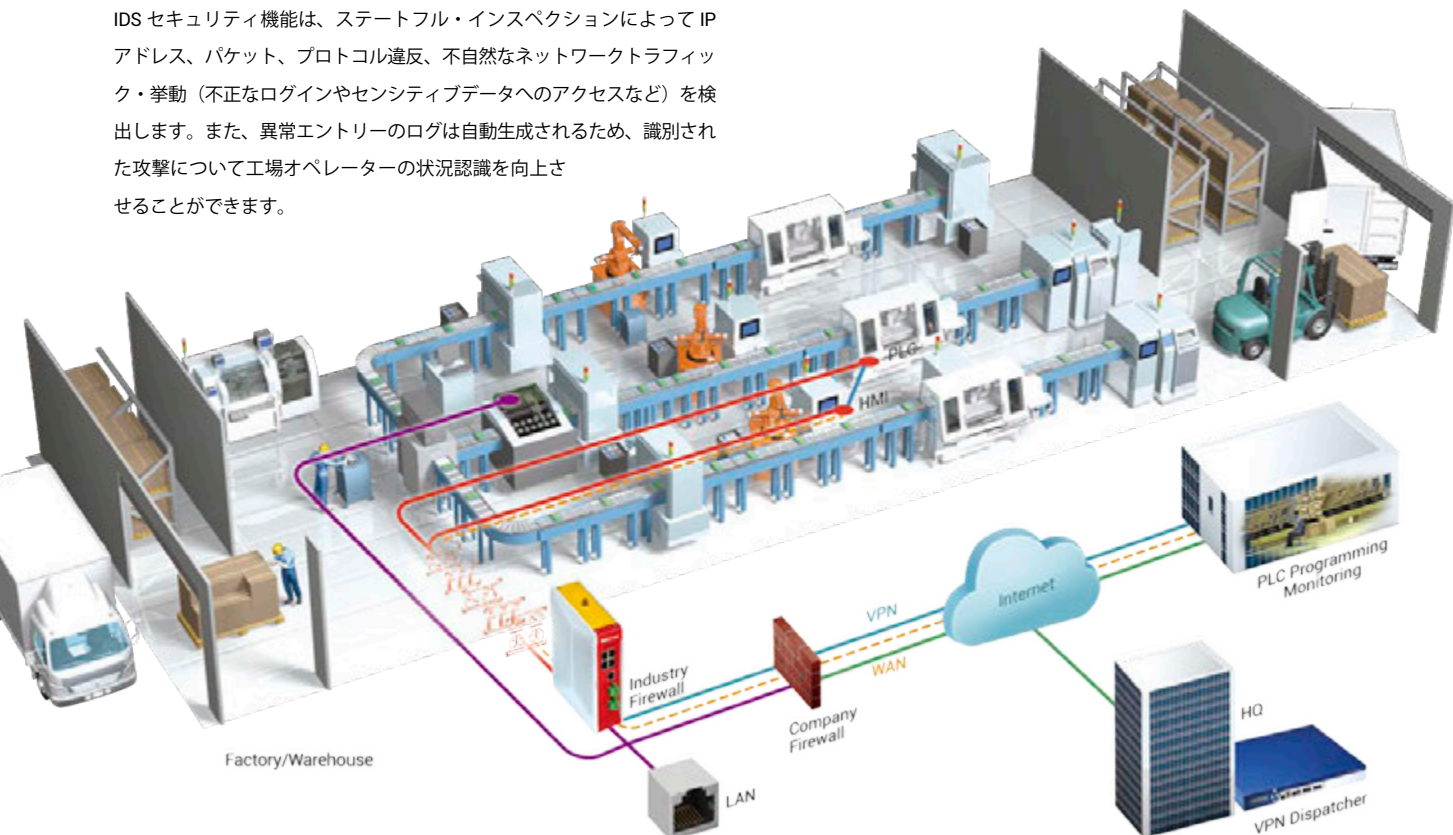 IDS セキュリティ機能は、ステートフル・インスペクションによって IP
アドレス、パケット、プロトコル違反、不自然なネットワークトラフィッ
ク・挙動（不正なログインやセンシティブデータへのアクセスなど）を検
出します。また、異常エントリーのログは自動生成されるため、識別され
た攻撃について工場オペレーターの状況認識を向上さ
せることができます。
PLC
HMI
PLC Programming
Monitoring
Internet
VPN
WAN
Industry
Firewall
Company
Firewall
HQ
Factory/Warehouse
LAN
VPN Dispatcher